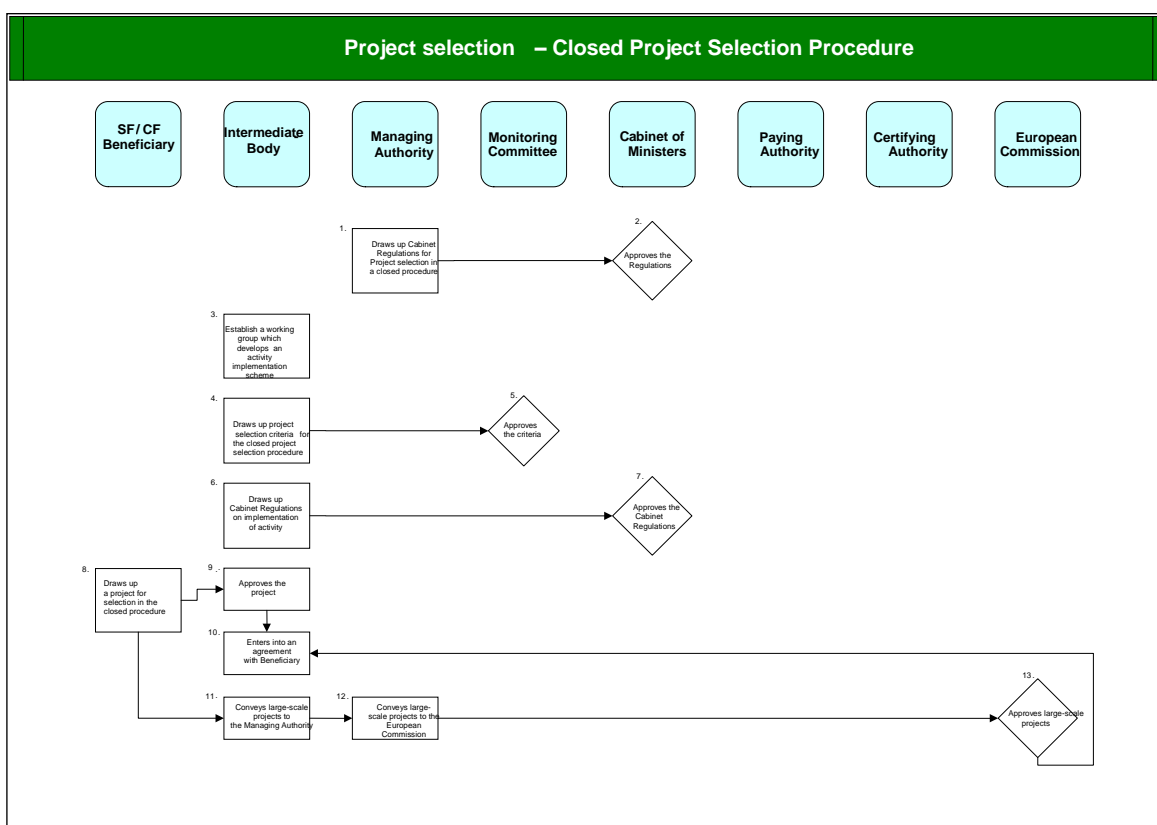 Project selection – Closed Project Selection Procedure
SF/ CF
Beneficiary
Intermediate
Body
Managing
Authority
Monitoring
Committee
Cabinet of
Ministers
Paying
Authority
Certifying
Authority
European
Commission
1.
Draws up Cabinet
Regulations for
Project selection in
a closed procedure
2.
Approves the
Regulations
3.
Establish a working
group which
develops an
activity
implementation
scheme
4.
Draws up project
selection criteria for
the closed project
selection procedure
5.
Approves
the criteria
6.
Draws up
Cabinet Regulations
on implementation
of activity
7.
Approves the
Cabinet
Regulations
8.
Draws up
a project for
selection in the
closed procedure
9.
Approves the
project
10.
Enters into an
agreement
with Beneficiary
11.
Conveys large-scale
projects to
the Managing Authority
12.
Conveys large-
scale projects to the
European
Commission
13.
Approves large-scale
projects